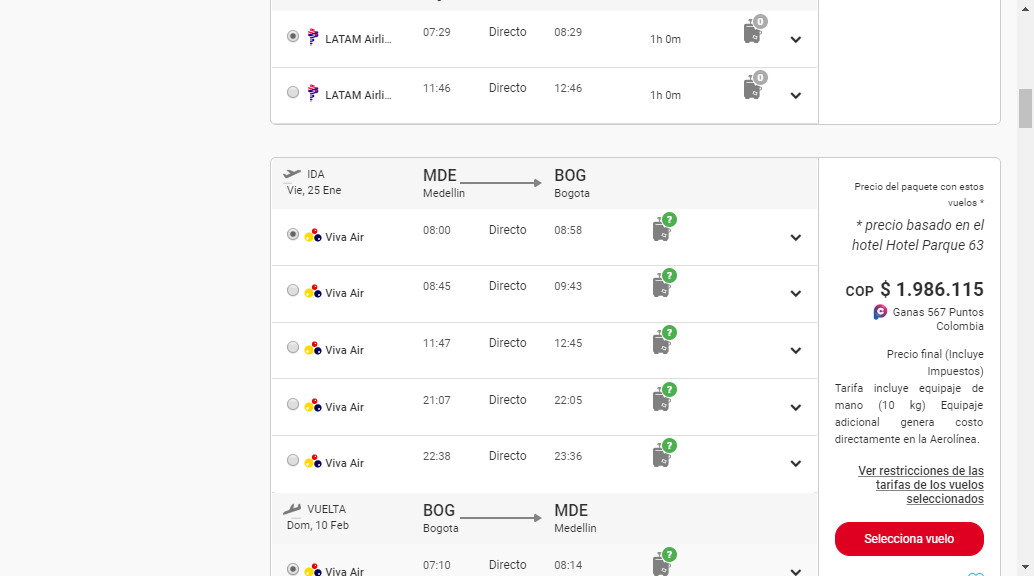 LATAM Airli... 07:29 Directo 08:29 1h 0m 0
LATAM Airli... 11:46 Directo 12:46 1h 0m 0
IDA
Vie, 25 Ene
MDE BOG
Medellin Bogota
Viva Air 08:00 Directo 08:58 ?
Viva Air 08:45 Directo 09:43 ?
Viva Air 11:47 Directo 12:45 ?
Viva Air 21:07 Directo 22:05 ?
Viva Air 22:38 Directo 23:36 ?
VUELTA
Dom, 10 Feb
BOG MDE
Bogota Medellin
Viva Air 07:10 Directo 08:14 ?
Precio del paquete con estos
vuelos *
* precio basado en el
hotel Hotel Parque 63
COP $ 1.986.115
Ganas 567 Puntos
Colombia
Precio final (Incluye
Impuestos)
Tarifa incluye equipaje de
mano (10 kg) Equipaje
adicional genera costo
directamente en la Aerolínea.
Ver restricciones de las
tarifas de los vuelos
seleccionados
Selecciona vuelo